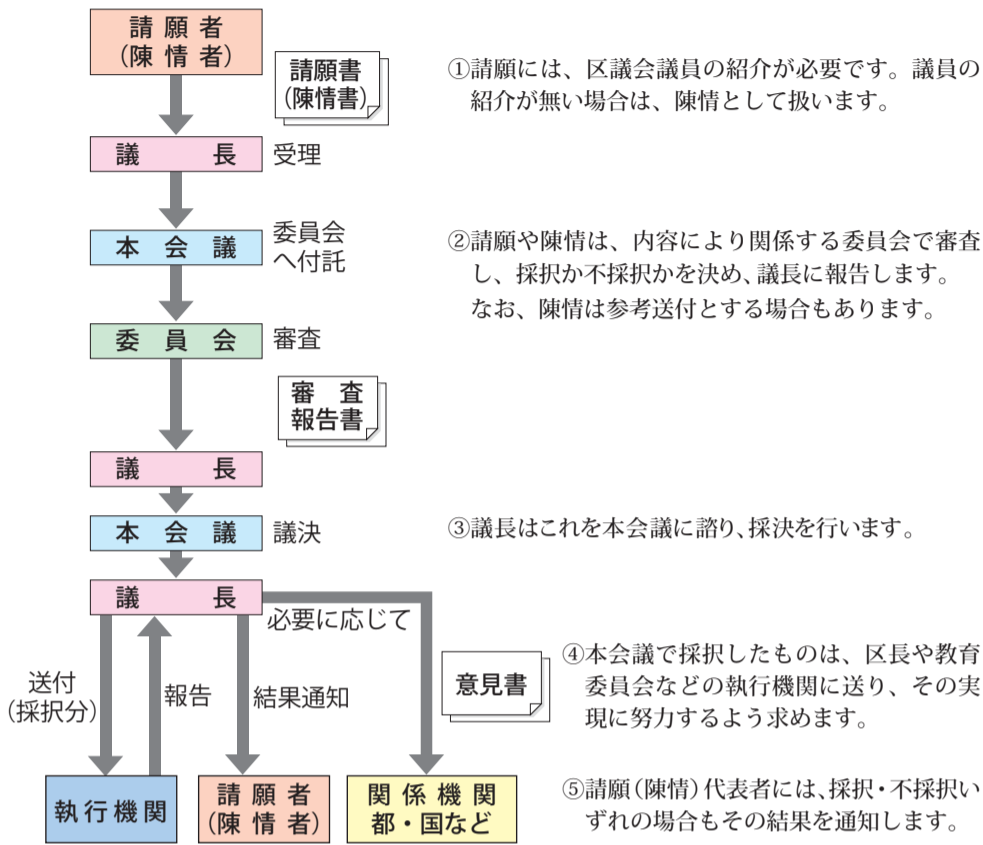 請願者
(陳情者)
請願書
(陳情書)
①請願には、区議会議員の紹介が必要です。議員の
紹介が無い場合は、陳情として扱います。
議長
受理
本会議
委員会
へ付託
②請願や陳情は、内容により関係する委員会で審査
し、採択か不採択かを決め、議長に報告します。
なお、陳情は参考送付とする場合もあります。
委員会
審査
審査
報告書
議長
本会議
議決
③議長はこれを本会議に諮り、採決を行います。
議長
必要に応じて
送付
(採択分)
報告
結果通知
意見書
④本会議で採択したものは、区長や教育
委員会などの執行機関に送り、その実
現に努力するよう求めます。
執行機関
請願者
(陳情者)
関係機関
都・国など
⑤請願(陳情)代表者には、採択・不採択い
ずれの場合もその結果を通知します。